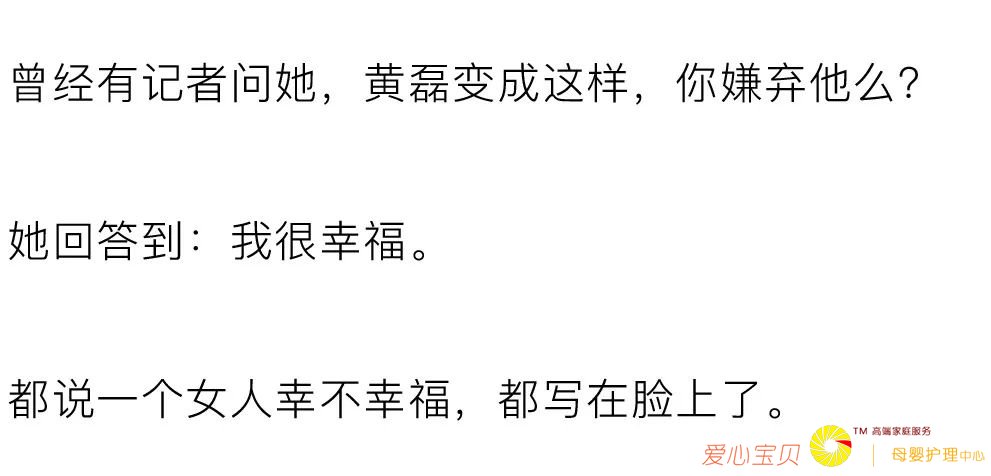 曾经有记者问她，黄磊变成这样，你嫌弃他么？
她回答到：我很幸福。
都说一个女人幸不幸福，都写在脸上了。
爱心宝贝 TM 高端家庭服务
母婴护理中心